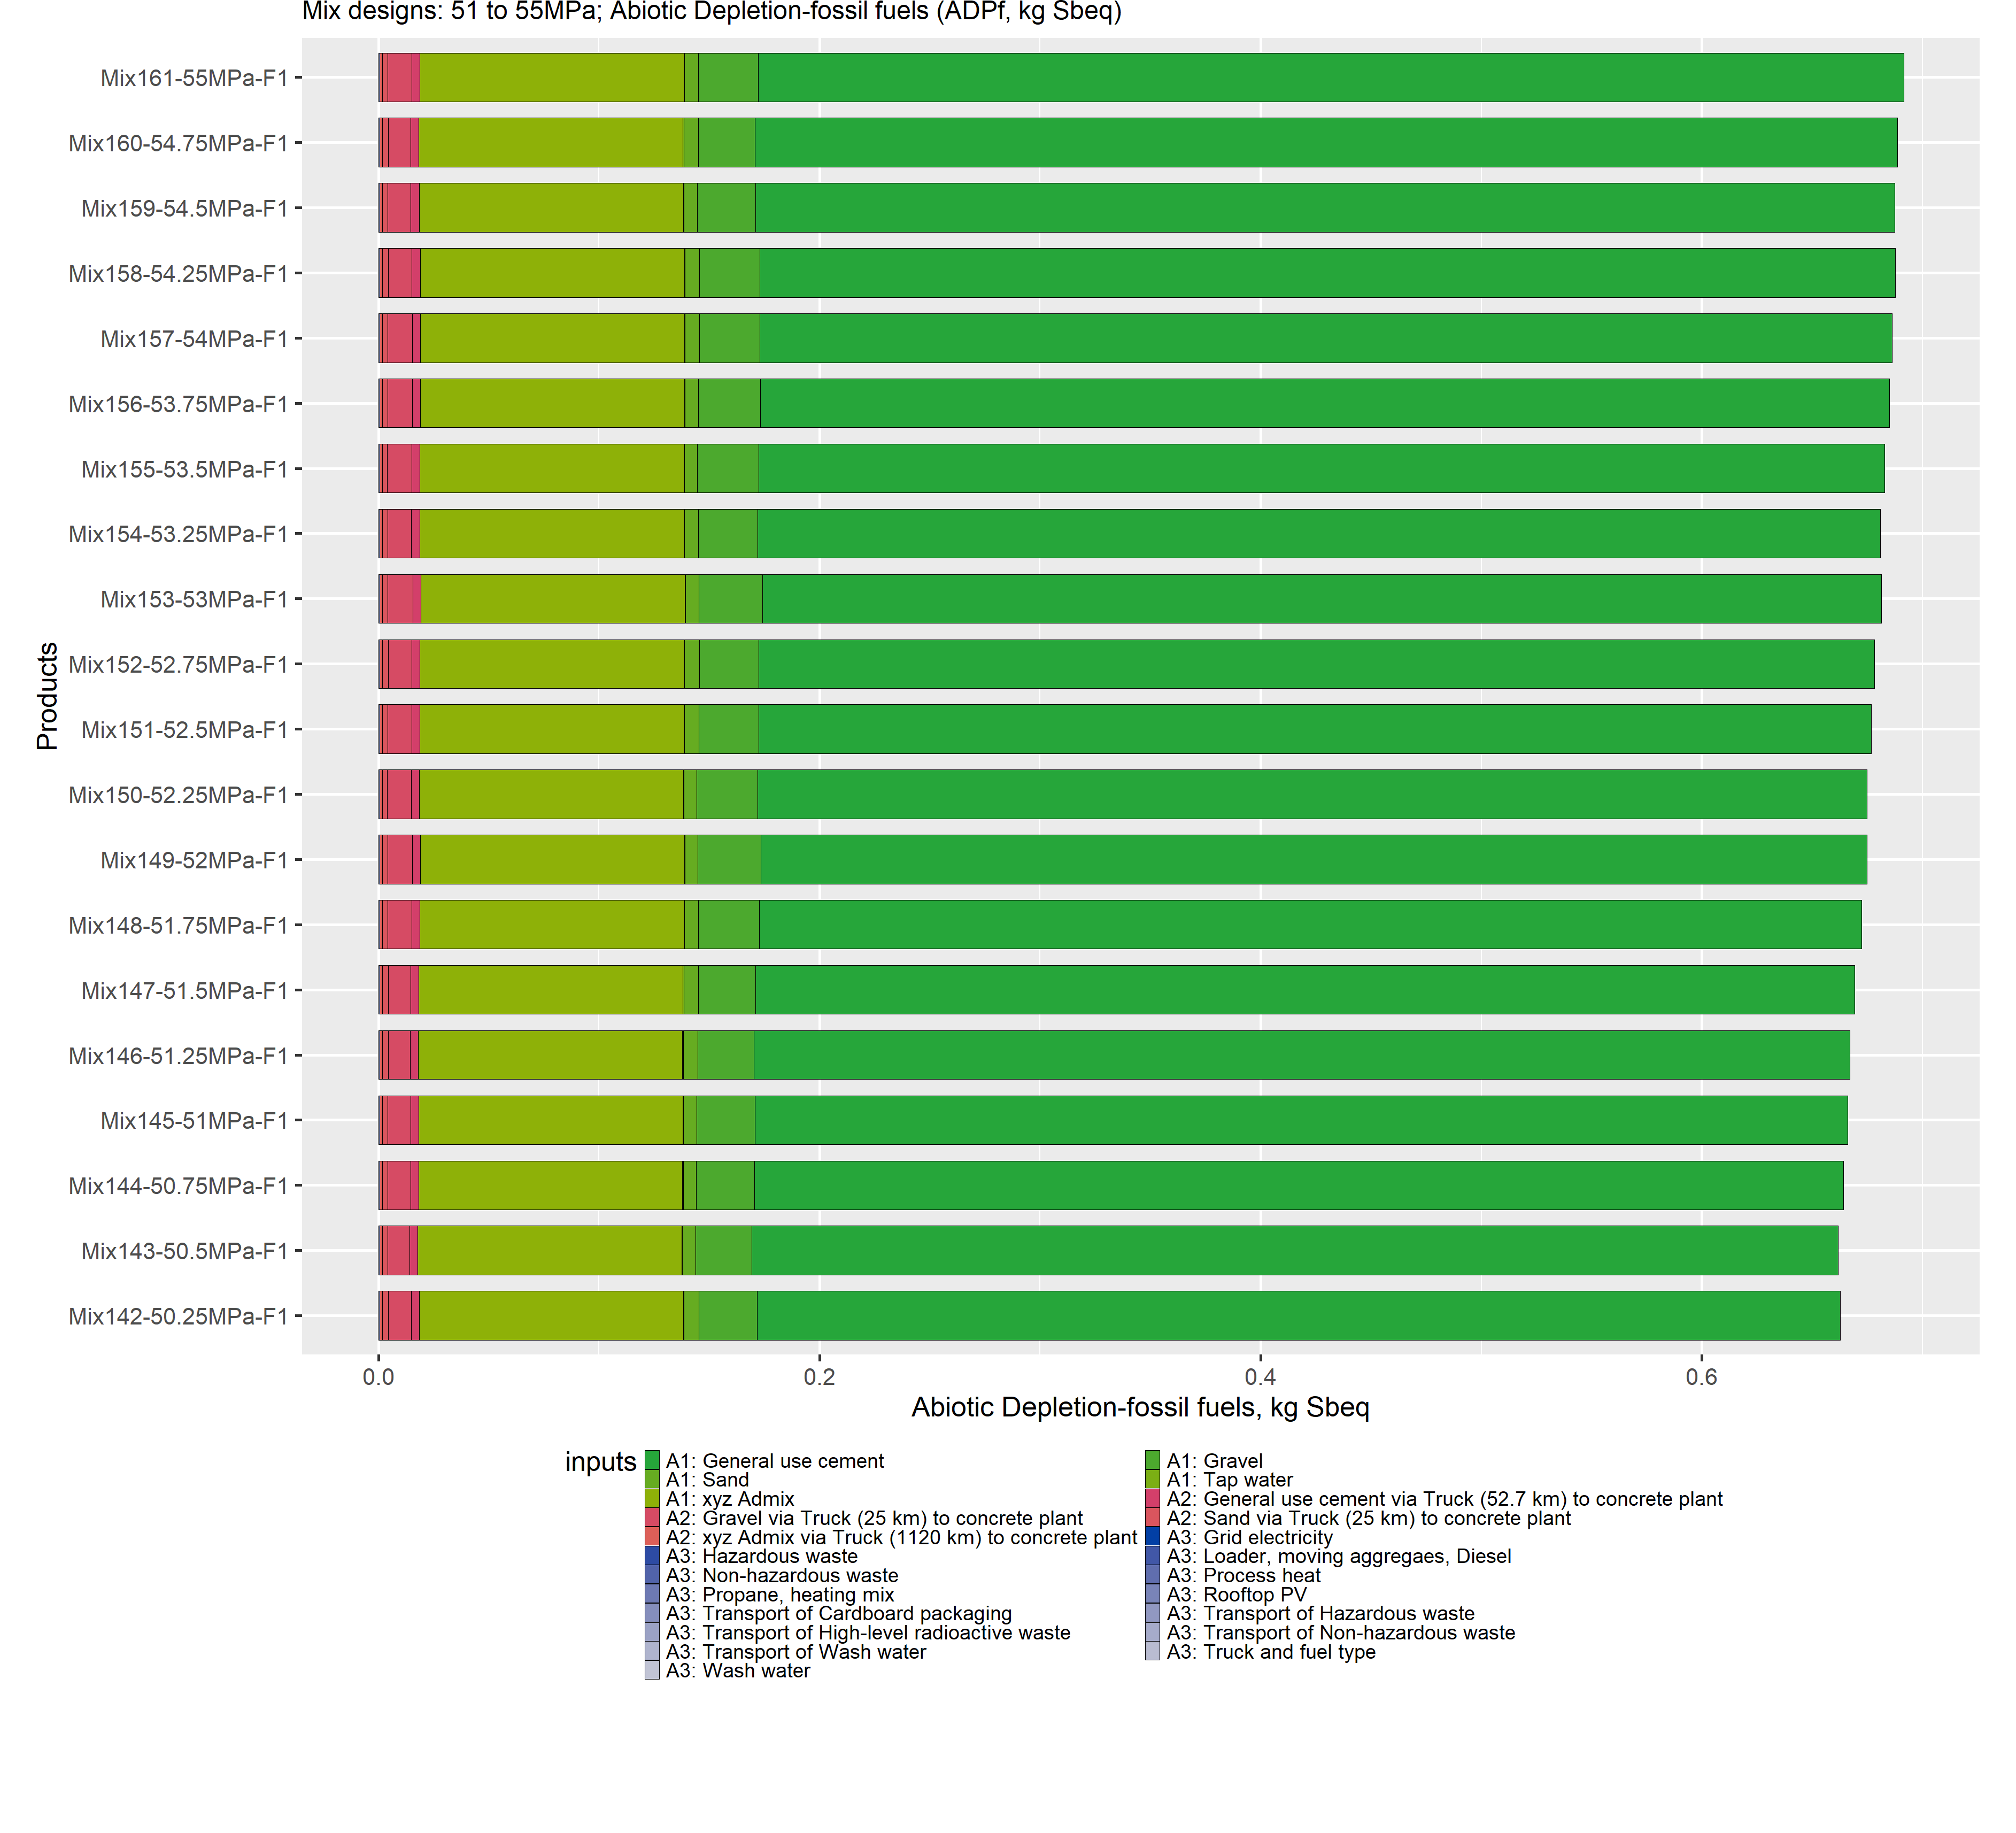 Mix designs: 51 to 55MPa; Abiotic Depletion-fossil fuels (ADPf, kg Sbeq)
Mix161-55MPa-F1
Mix160-54.75MPa-F1
Mix159-54.5MPa-F1
Mix158-54.25MPa-F1
Mix157-54MPa-F1
Mix156-53.75MPa-F1
Mix155-53.5MPa-F1
Mix154-53.25MPa-F1
Mix153-53MPa-F1
Mix152-52.75MPa-F1
Mix151-52.5MPa-F1
Mix150-52.25MPa-F1
Mix149-52MPa-F1
Mix148-51.75MPa-F1
Mix147-51.5MPa-F1
Mix146-51.25MPa-F1
Mix145-51MPa-F1
Mix144-50.75MPa-F1
Mix143-50.5MPa-F1
Mix142-50.25MPa-F1
Products
0.0 0.2 0.4 0.6
Abiotic Depletion-fossil fuels, kg Sbeq
inputs
A1: General use cement
A1: Gravel
A1: Sand
A1: Tap water
A1: xyz Admix
A2: General use cement via Truck (52.7 km) to concrete plant
A2: Gravel via Truck (25 km) to concrete plant
A2: Sand via Truck (25 km) to concrete plant
A2: xyz Admix via Truck (1120 km) to concrete plant
A3: Grid electricity
A3: Hazardous waste
A3: Loader, moving aggregaes, Diesel
A3: Non-hazardous waste
A3: Process heat
A3: Propane, heating mix
A3: Rooftop PV
A3: Transport of Cardboard packaging
A3: Transport of Hazardous waste
A3: Transport of High-level radioactive waste
A3: Transport of Non-hazardous waste
A3: Transport of Wash water
A3: Truck and fuel type
A3: Wash water